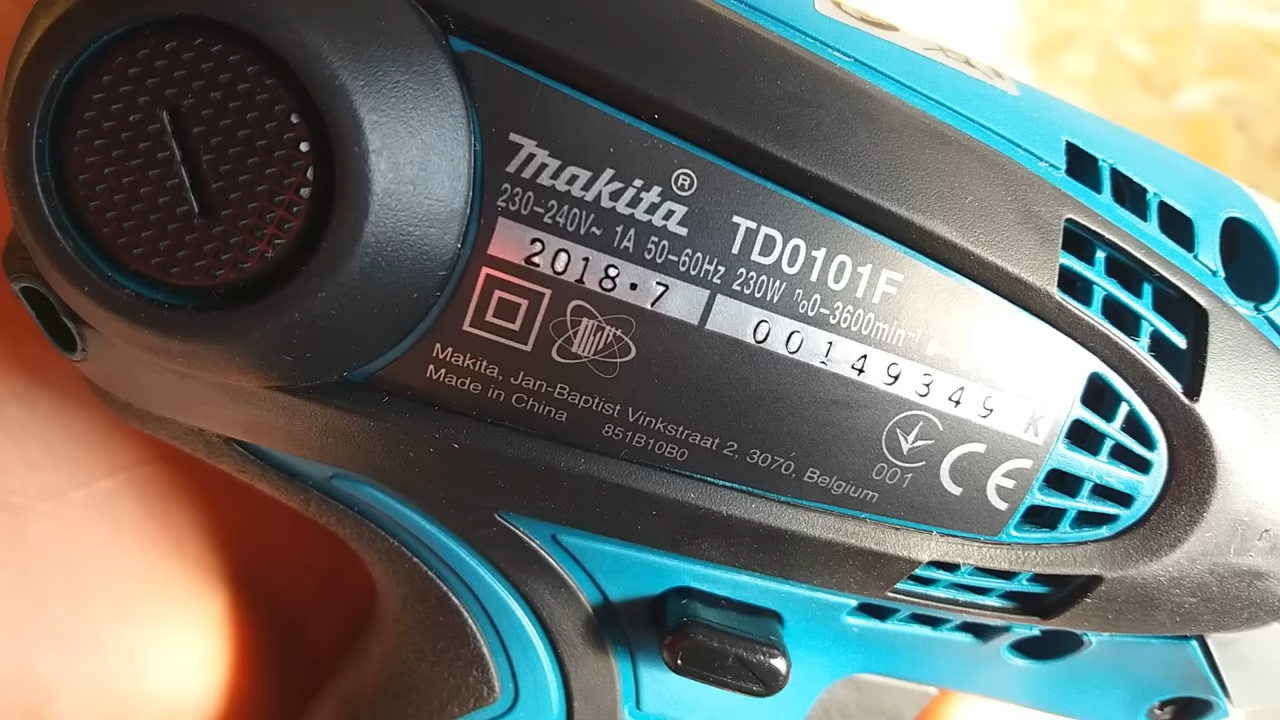 Makita®
TD0101F
230-240V~ 1A 50-60Hz 230W n₀0-3600min⁻¹
2018•7
00149349 K
Makita, Jan-Baptist Vinkstraat 2, 3070, Belgium
Made in China
851B10B0
001
CE